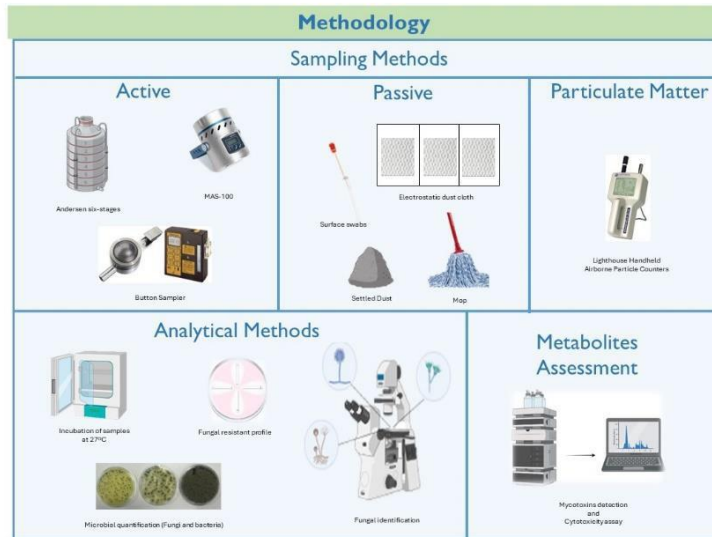 Methodology
Sampling Methods
Active
Andersen six-stages
MAS-100
Button Sampler
Passive
Surface swabs
Electrostatic dust cloth
Settled Dust
Mop
Particulate Matter
Lighthouse Handheld
Airborne Particle Counters
Analytical Methods
Incubation of samples
at 27ºC
Fungal resistant profile
Microbial quantification (Fungi and bacteria)
Fungal identification
Metabolites
Assessment
Mycotoxins detection
and
Cytotoxicity assay